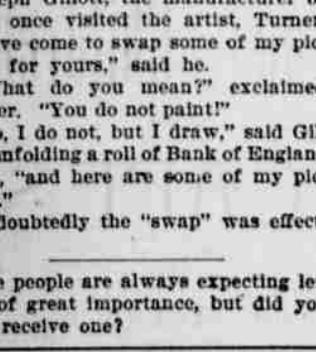 eph Gillott, the manufacturer o
once visited the artist, Turner
ve come to swap some of my pic
for yours," said he.
hat do you mean?" exclaime
er. "You do not paint!"
o, I do not, but I draw," said Gil
nfolding a roll of Bank of Englan
, "and here are some of my pic
."
doubtedly the "swap" was effec
e people are always expecting le
of great importance, but did yo
receive one?